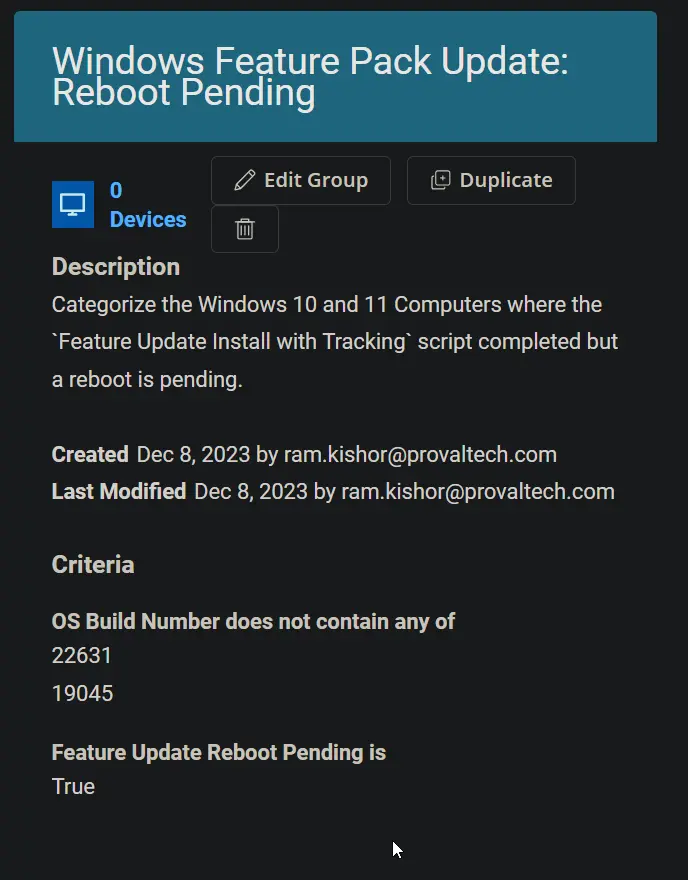 Windows Feature Pack Update:
Reboot Pending
0
Devices
Edit Group
Duplicate
Description
Categorize the Windows 10 and 11 Computers where the
`Feature Update Install with Tracking` script completed but
a reboot is pending.
Created Dec 8, 2023 by ram.kishor@provaltech.com
Last Modified Dec 8, 2023 by ram.kishor@provaltech.com
Criteria
OS Build Number does not contain any of
22631
19045
Feature Update Reboot Pending is
True